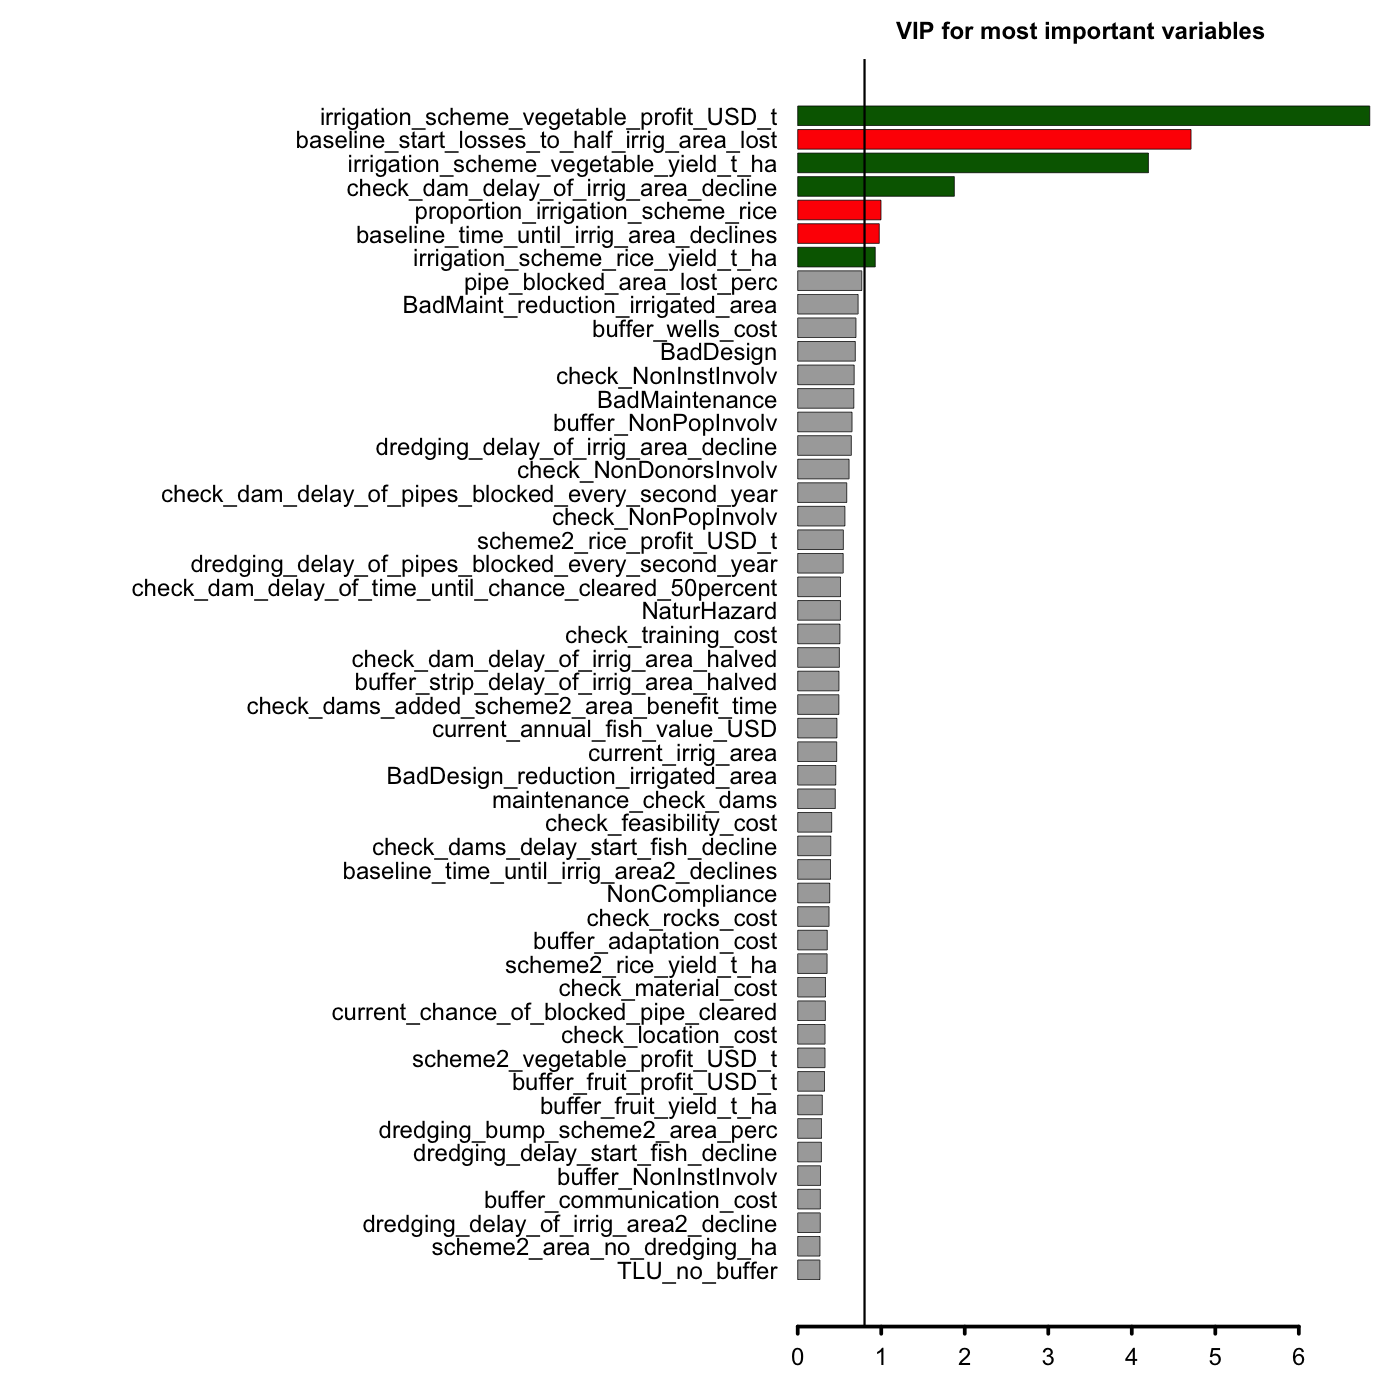 VIP for most important variables
irrigation_scheme_vegetable_profit_USD_t
baseline_start_losses_to_half_irrig_area_lost
irrigation_scheme_vegetable_yield_t_ha
check_dam_delay_of_irrig_area_decline
proportion_irrigation_scheme_rice
baseline_time_until_irrig_area_declines
irrigation_scheme_rice_yield_t_ha
pipe_blocked_area_lost_perc
BadMaint_reduction_irrigated_area
buffer_wells_cost
BadDesign
check_NonInstInvolv
BadMaintenance
buffer_NonPopInvolv
dredging_delay_of_irrig_area_decline
check_NonDonorsInvolv
check_dam_delay_of_pipes_blocked_every_second_year
check_NonPopInvolv
scheme2_rice_profit_USD_t
dredging_delay_of_pipes_blocked_every_second_year
check_dam_delay_of_time_until_chance_cleared_50percent
NaturHazard
check_training_cost
check_dam_delay_of_irrig_area_halved
buffer_strip_delay_of_irrig_area_halved
check_dams_added_scheme2_area_benefit_time
current_annual_fish_value_USD
current_irrig_area
BadDesign_reduction_irrigated_area
maintenance_check_dams
check_feasibility_cost
check_dams_delay_start_fish_decline
baseline_time_until_irrig_area2_declines
NonCompliance
check_rocks_cost
buffer_adaptation_cost
scheme2_rice_yield_t_ha
check_material_cost
current_chance_of_blocked_pipe_cleared
check_location_cost
scheme2_vegetable_profit_USD_t
buffer_fruit_profit_USD_t
buffer_fruit_yield_t_ha
dredging_bump_scheme2_area_perc
dredging_delay_start_fish_decline
buffer_NonInstInvolv
buffer_communication_cost
dredging_delay_of_irrig_area2_decline
scheme2_area_no_dredging_ha
TLU_no_buffer
0 1 2 3 4 5 6